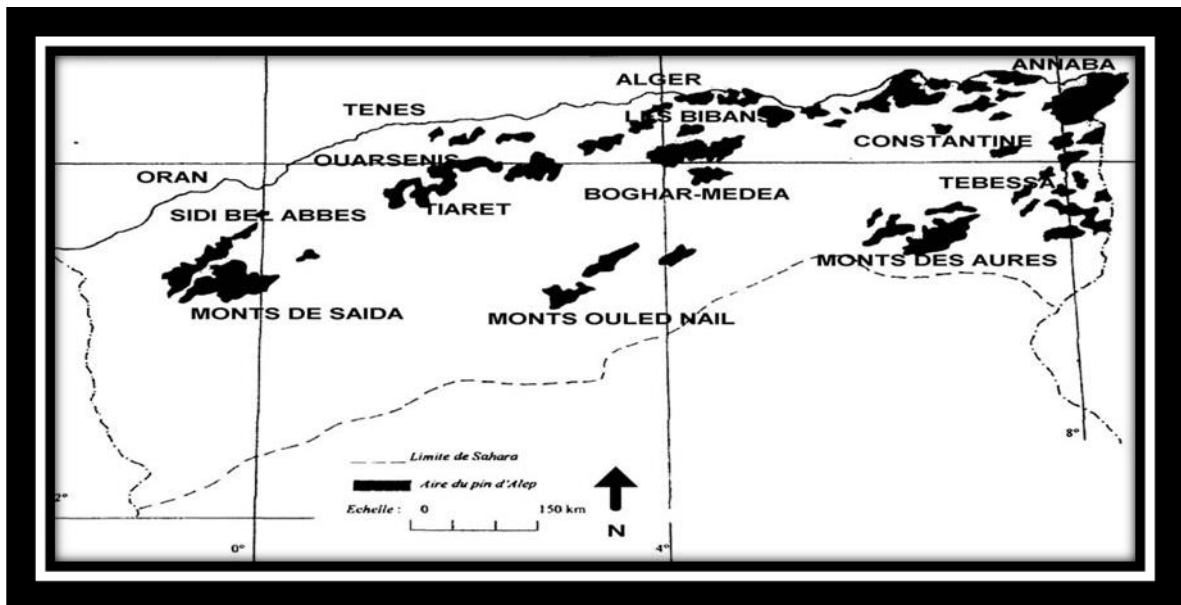 ANNABA
ALGER
TENES
LES BIBANS
CONSTANTINE
OUARSENIS
ORAN
TEBESSA
BOGHAR-MEDEA
SIDI BEL ABBES
TIARET
MONTS DES AURES
MONTS DE SAIDA
MONTS OULED NAIL
8°
Limite de Sahara
Aire du pin d'Alep
2°
Echelle : 0 150 km
N
0°
4°